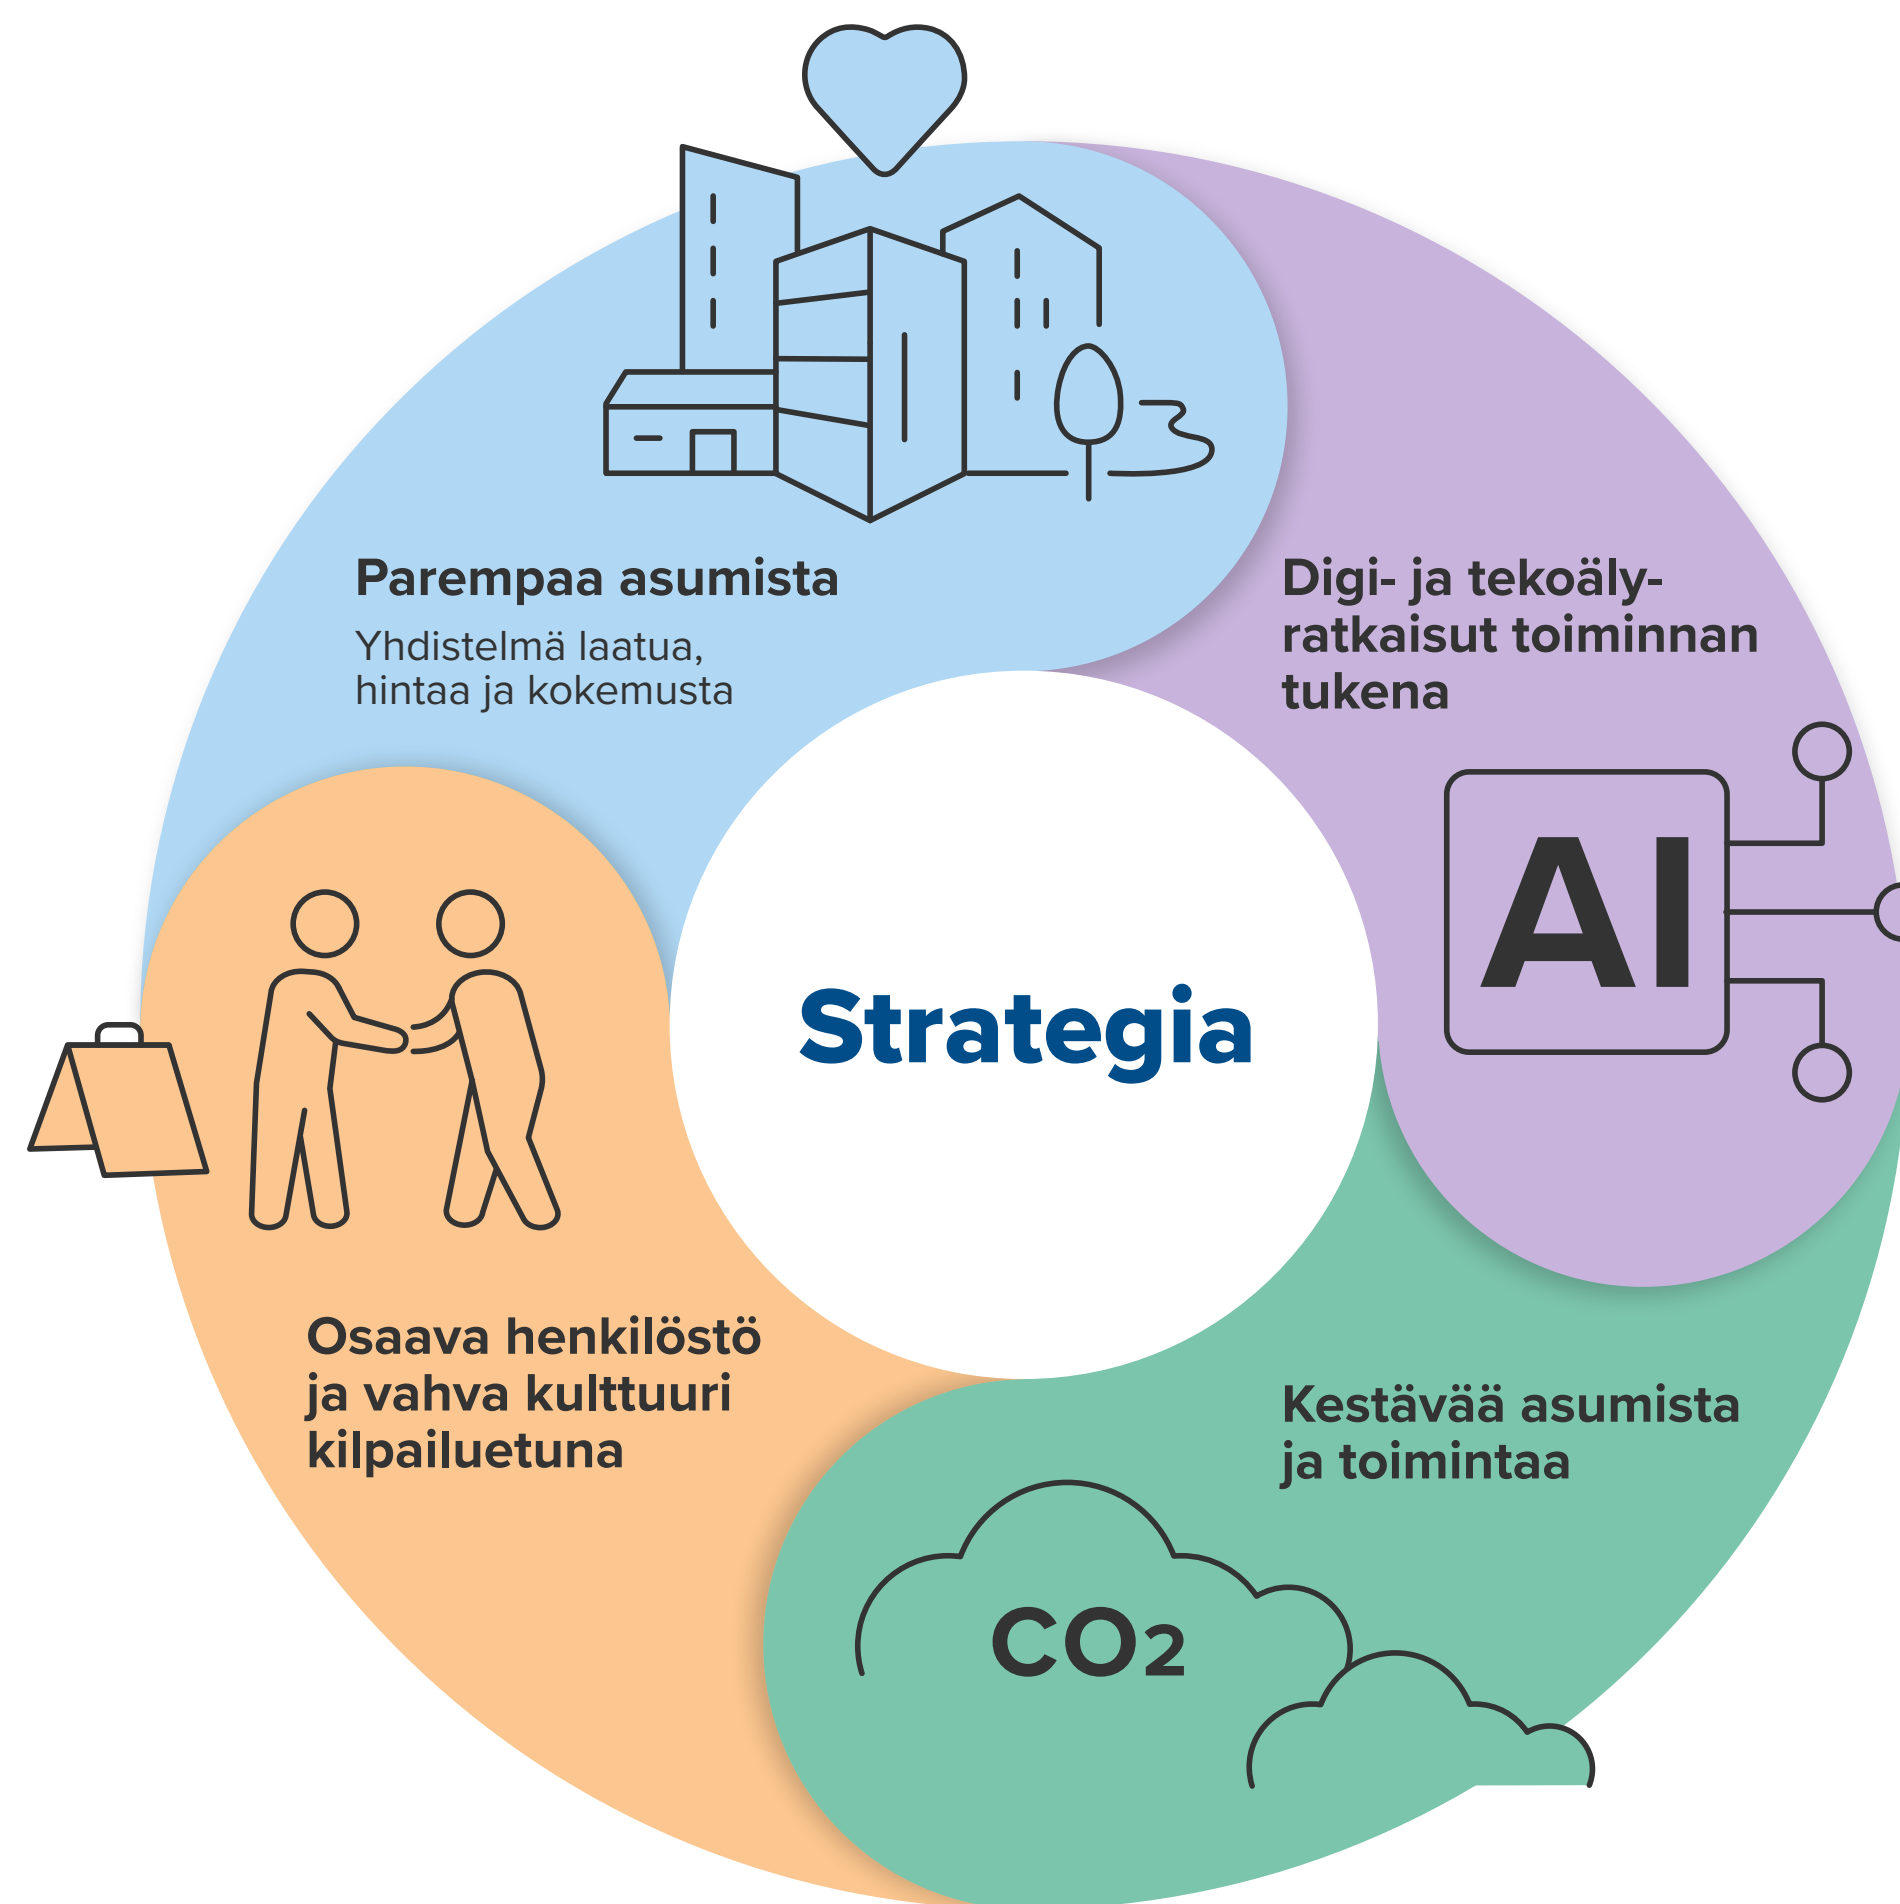 Parempaa asumista
Yhdistelmä laatua,
hintaa ja kokemusta
Digi- ja tekoäly-
ratkaisut toiminnan
tukena
AI
Strategia
Osaava henkilöstö
ja vahva kulttuuri
kilpailuetuna
Kestävää asumista
ja toimintaa
CO2